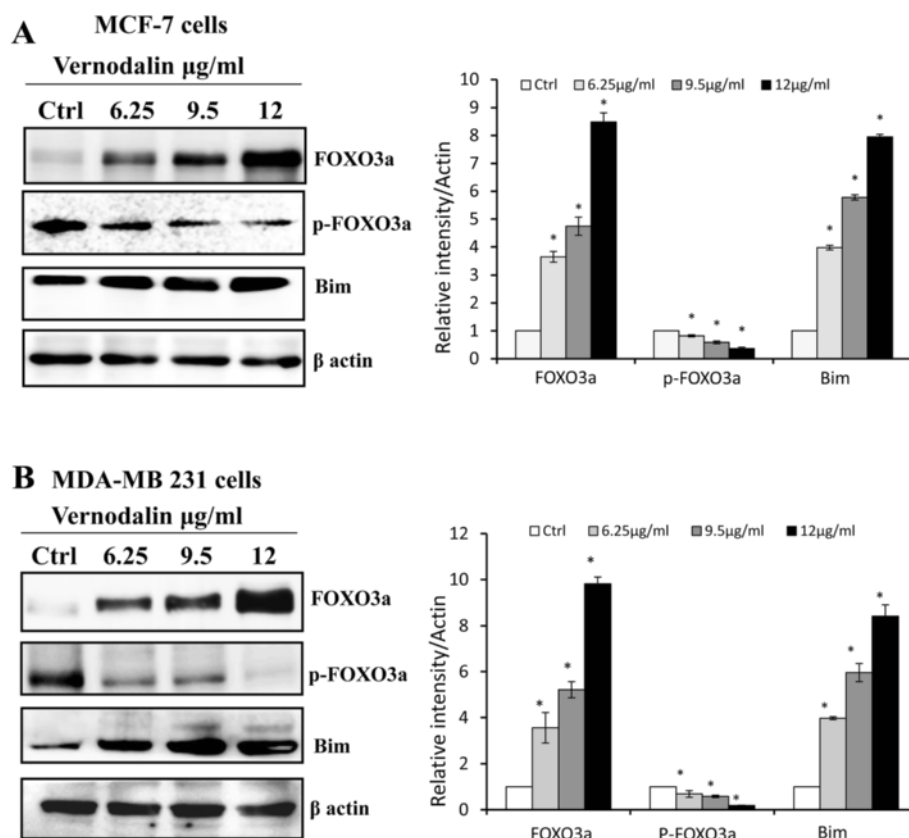 A
MCF-7 cells
Vernodalin µg/ml
Ctrl 6.25 9.5 12
FOXO3a
p-FOXO3a
Bim
β actin
Relative intensity/Actin
10
9
8
7
6
5
4
3
2
1
0
Ctrl 6.25µg/ml 9.5µg/ml 12µg/ml
* * * * * * * * *
FOXO3a p-FOXO3a Bim
B MDA-MB 231 cells
Vernodalin µg/ml
Ctrl 6.25 9.5 12
FOXO3a
p-FOXO3a
Bim
β actin
Relative intensity/Actin
12
10
8
6
4
2
0
Ctrl 6.25µg/ml 9.5µg/ml 12µg/ml
* * * * * * * * *
FOXO3a P-FOXO3a Bim